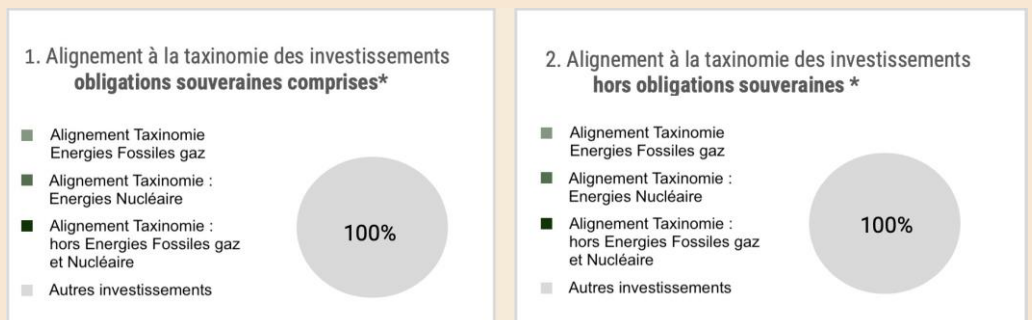 1. Alignement à la taxinomie des investissements
obligations souveraines comprises*
Alignement Taxinomie
Energies Fossiles gaz
Alignement Taxinomie :
Energies Nucléaire
Alignement Taxinomie :
hors Energies Fossiles gaz
et Nucléaire
Autres investissements
100%
2. Alignement à la taxinomie des investissements
hors obligations souveraines *
Alignement Taxinomie
Energies Fossiles gaz
Alignement Taxinomie :
Energies Nucléaire
Alignement Taxinomie :
hors Energies Fossiles gaz
et Nucléaire
Autres investissements
100%